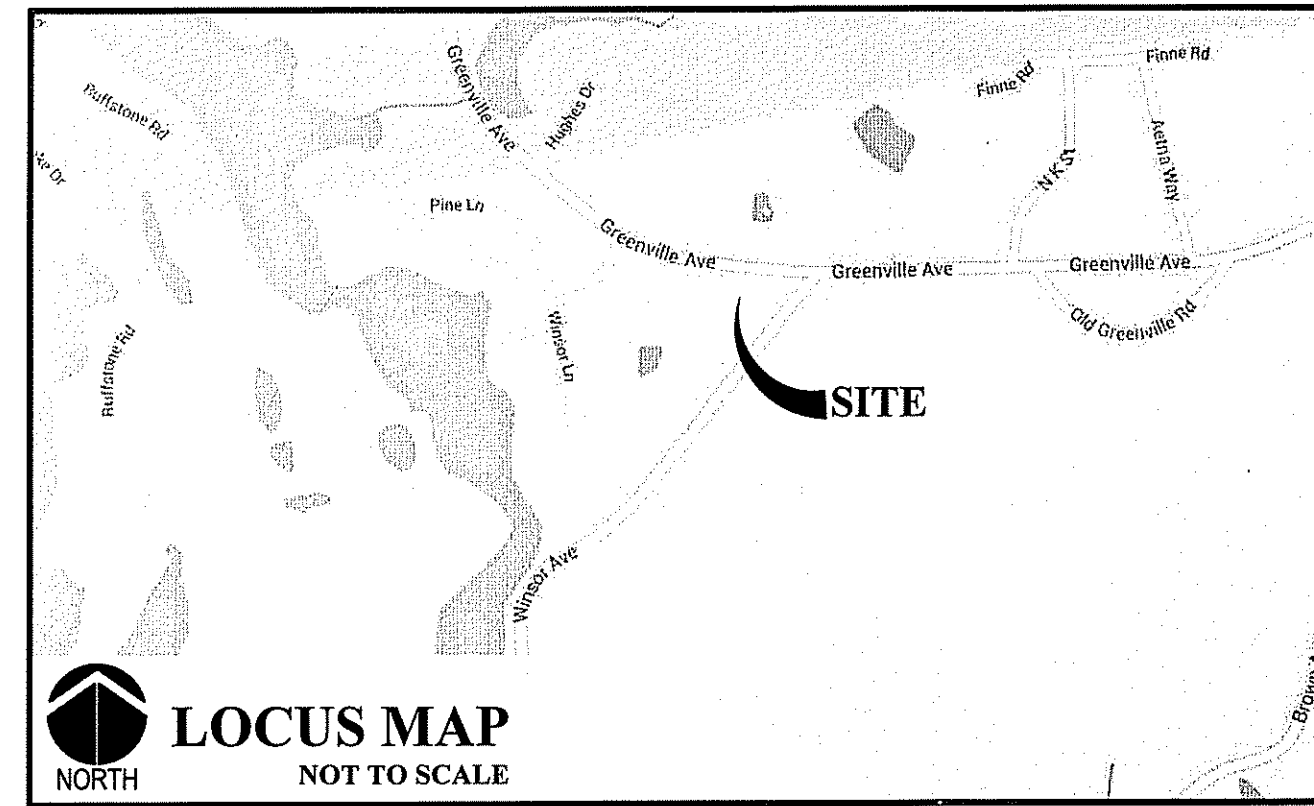 Ruffstone Rd
Greenville Ave
Hughes Dr
Finne Rd
Finne Rd
N K St
Aetna Way
Pine Ln
Greenville Ave
Greenville Ave
Greenville Ave
Old Greenville Rd
Winsor Ln
Ruffstone Rd
SITE
Winsor Ave
LOCUS MAP
NOT TO SCALE
NORTH